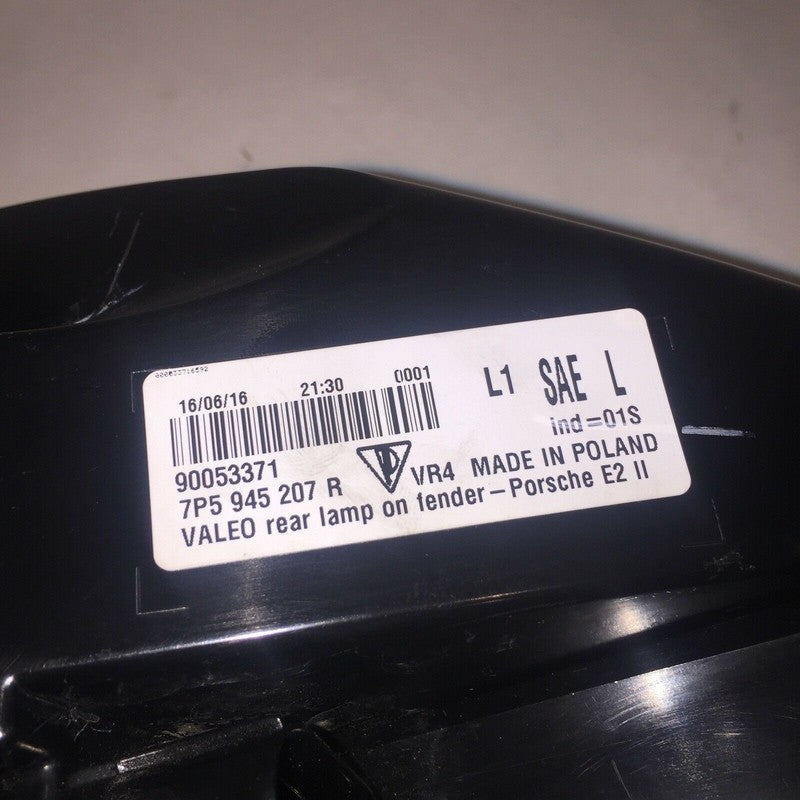 000533716592
16/06/16 21:30 0001
L1 SAE L
ind=01S
90053371
7P5 945 207 R VR4 MADE IN POLAND
VALEO rear lamp on fender-Porsche E2 II